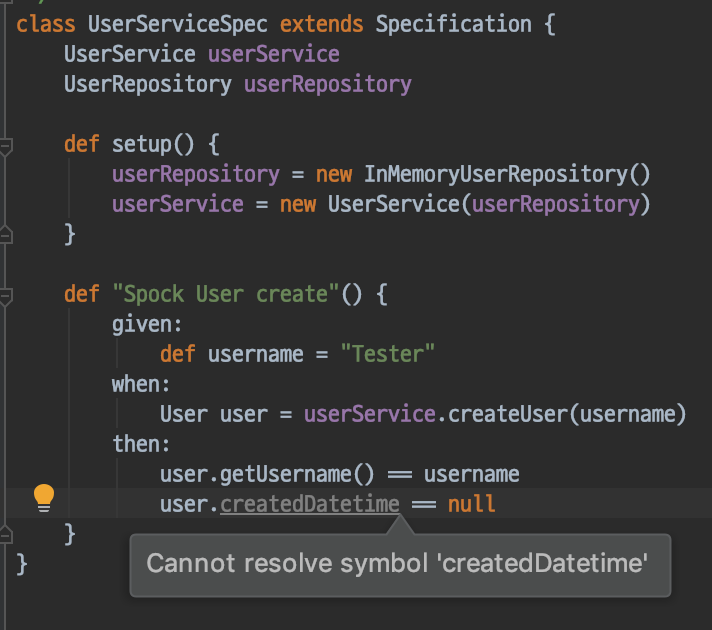 class UserServiceSpec extends Specification {
    UserService userService
    UserRepository userRepository

    def setup() {
        userRepository = new InMemoryUserRepository()
        userService = new UserService(userRepository)
    }

    def "Spock User create"() {
        given:
            def username = "Tester"
        when:
            User user = userService.createUser(username)
        then:
            user.getUsername() == username
            user.createdDatetime == null
    }
}
Cannot resolve symbol 'createdDatetime'